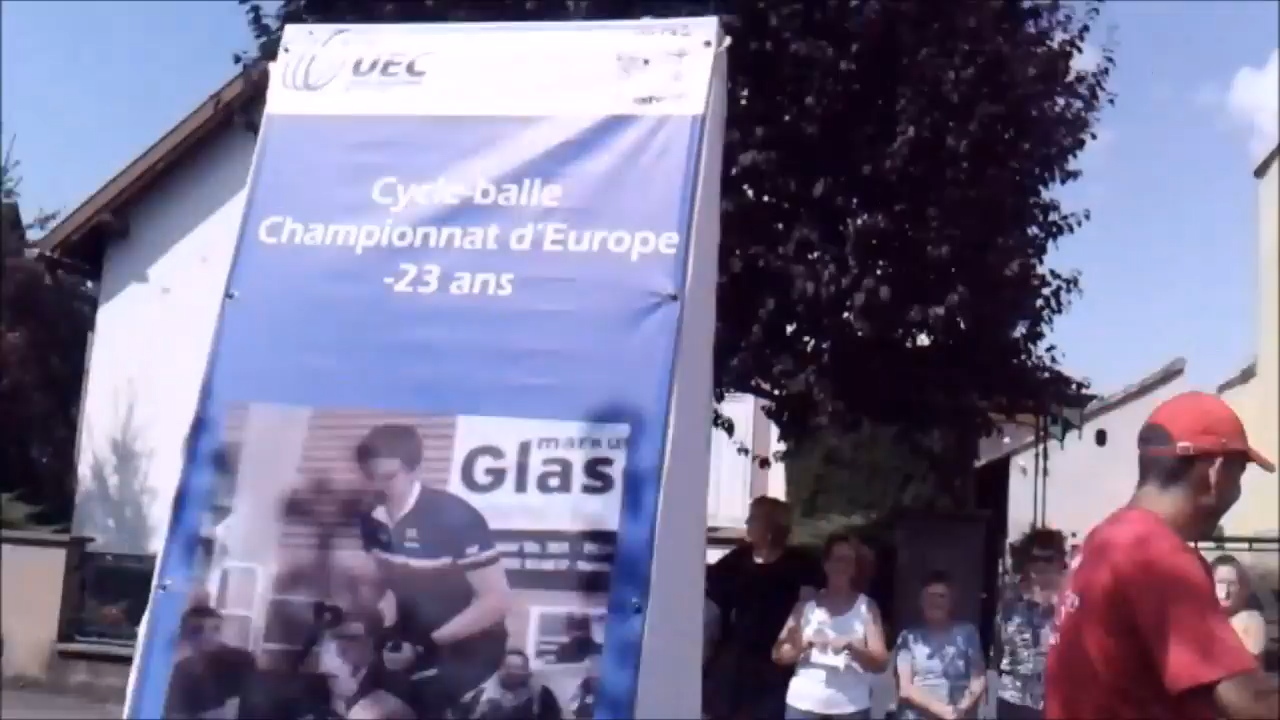 UEC
Cycle-balle
Championnat d'Europe
-23 ans
Glas